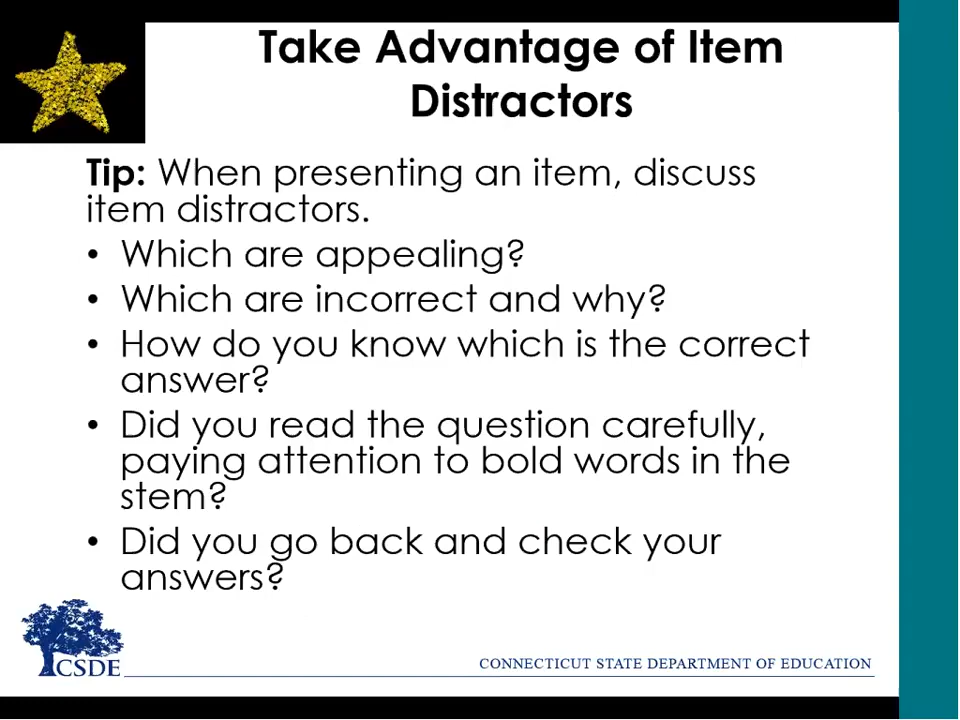 Take Advantage of Item
Distractors
Tip: When presenting an item, discuss
item distractors.
• Which are appealing?
• Which are incorrect and why?
• How do you know which is the correct
answer?
• Did you read the question carefully,
paying attention to bold words in the
stem?
• Did you go back and check your
answers?
CSDE
CONNECTICUT STATE DEPARTMENT OF EDUCATION